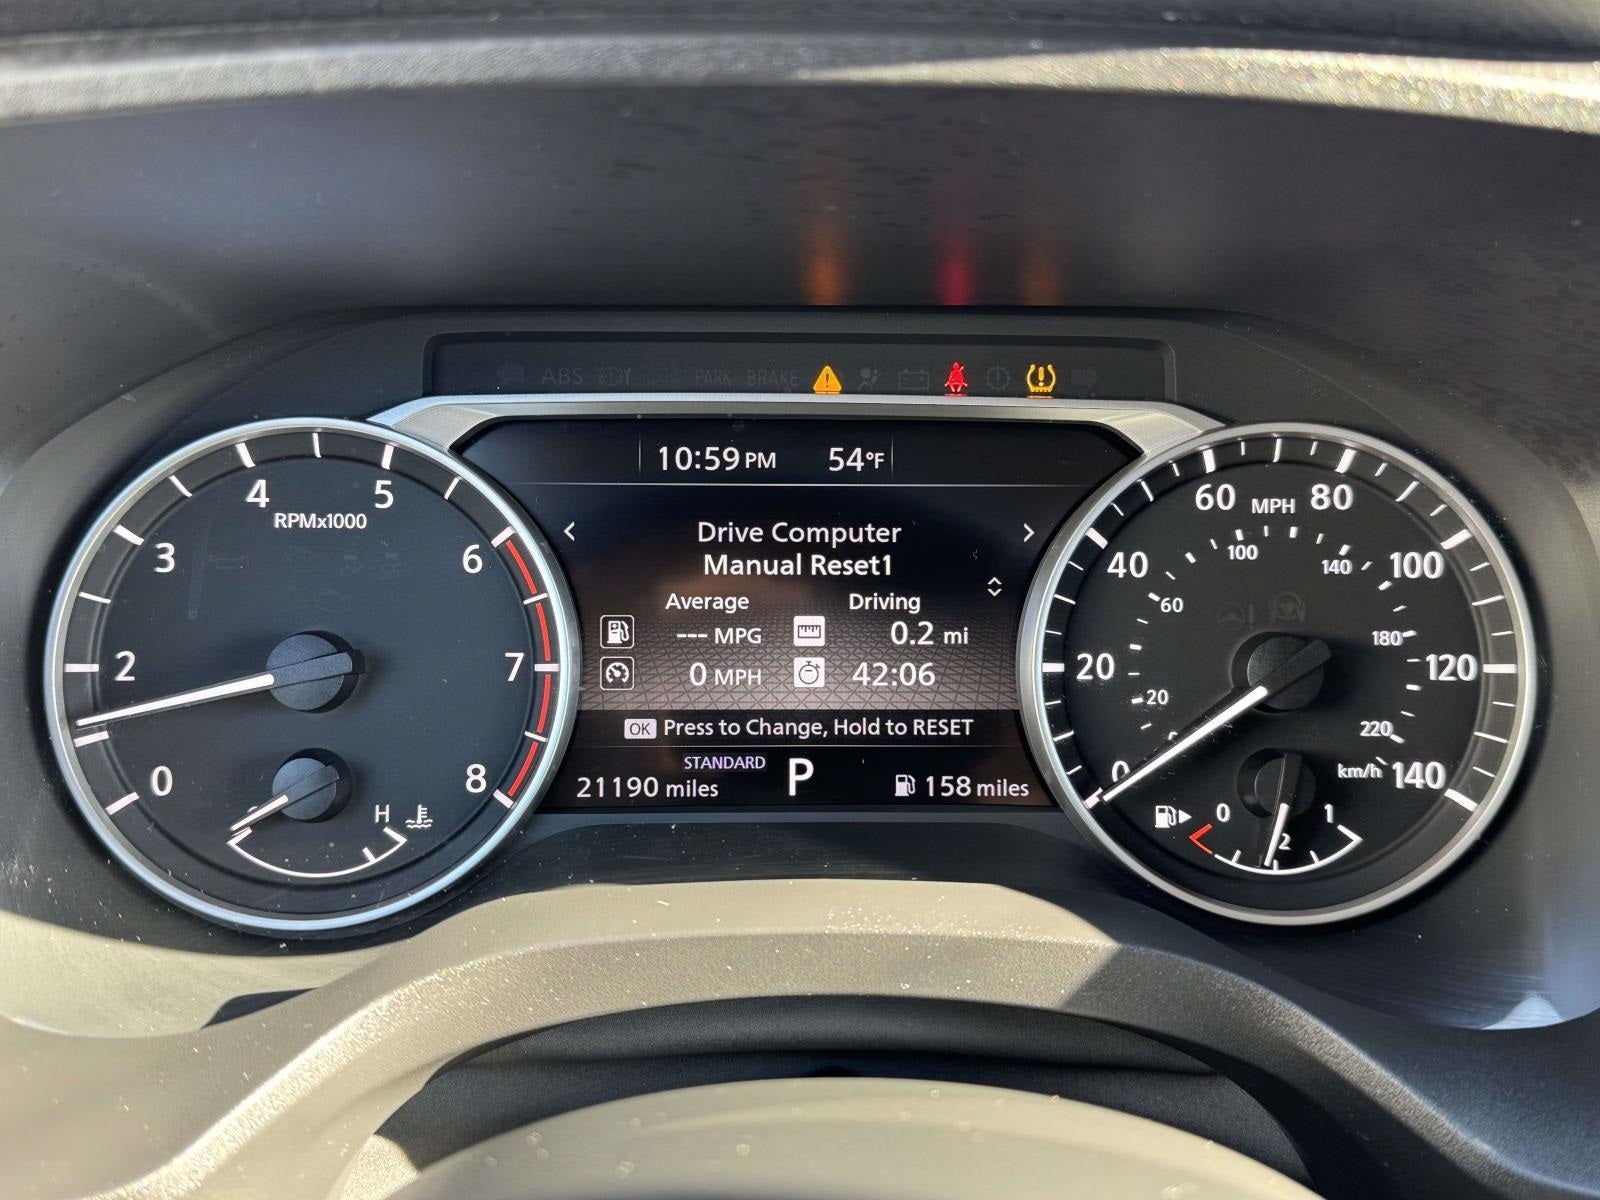 ABS PARK BRAKE
10:59 PM 54°F
Drive Computer
Manual Reset1
Average Driving
--- MPG 0.2 mi
0 MPH 42:06
OK Press to Change, Hold to RESET
STANDARD
21190 miles P 158 miles
0 2 3 4 5 6 7 8
RPMx1000
H
0 20 40 60 80 100 120 140
MPH
20 60 100 140 180 220
km/h
0 2 1